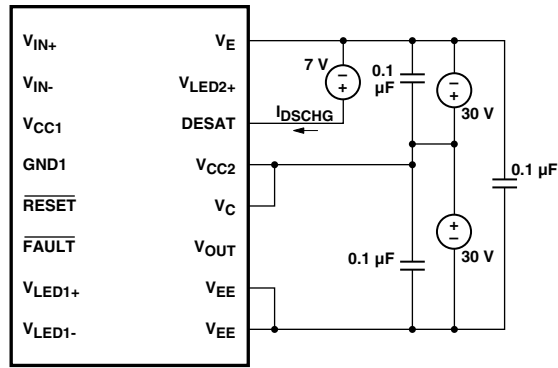 V_IN+ V_E
7 V
0.1 µF
V_IN- V_LED2+
30 V
V_CC1 DESAT I_DSCHG
GND1 V_CC2
0.1 µF
RESET V_C
FAULT V_OUT
0.1 µF
30 V
V_LED1+ V_EE
V_LED1- V_EE